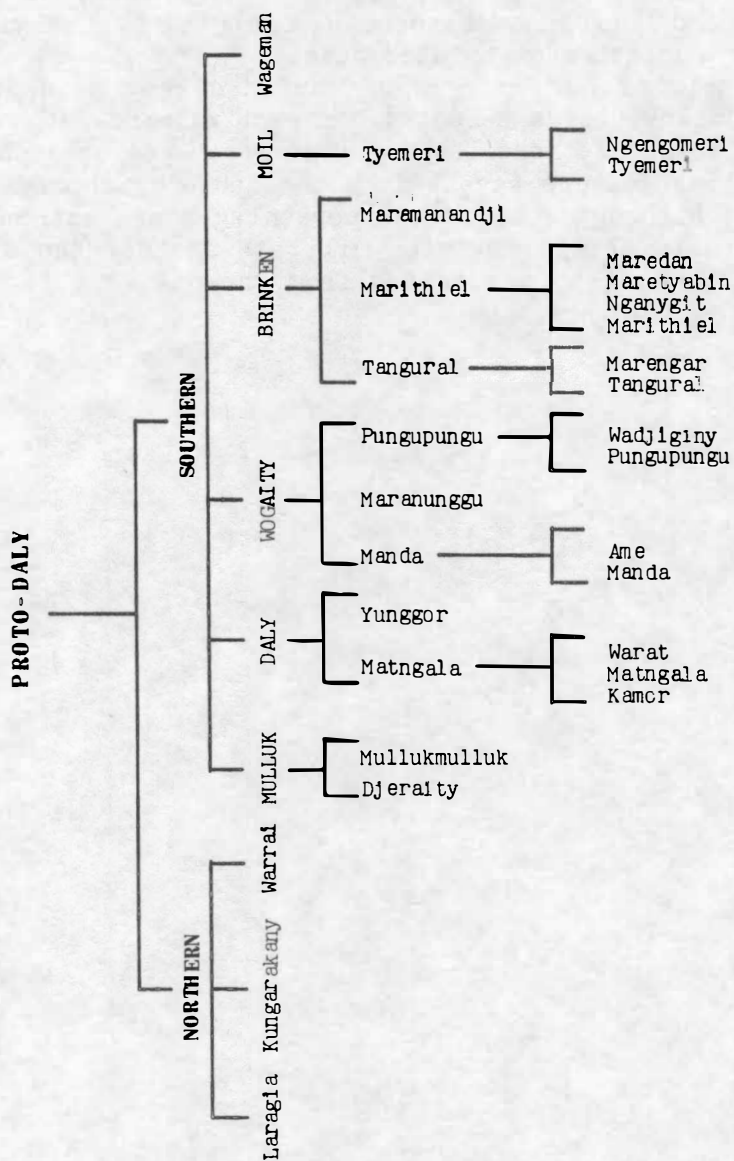 PROTO-DALY
SOUTHERN
NORTHERN
Wageman
MOIL
Tyemeri
Ngengomeri
Tyemeri
BRINKEN
Maramanandji
Marithiel
Maredan
Maretyabin
Nganygit
Marithiel
Tangural
Marengar
Tangural
WOGAITY
Pungupungu
Wadjiginy
Pungupungu
Maranunggu
Manda
Ame
Manda
DALY
Yunggor
Matngala
Warat
Matngala
Kamor
MULLUK
Mullukmulluk
Djeraity
Warrai
Kungarakany
Laragia